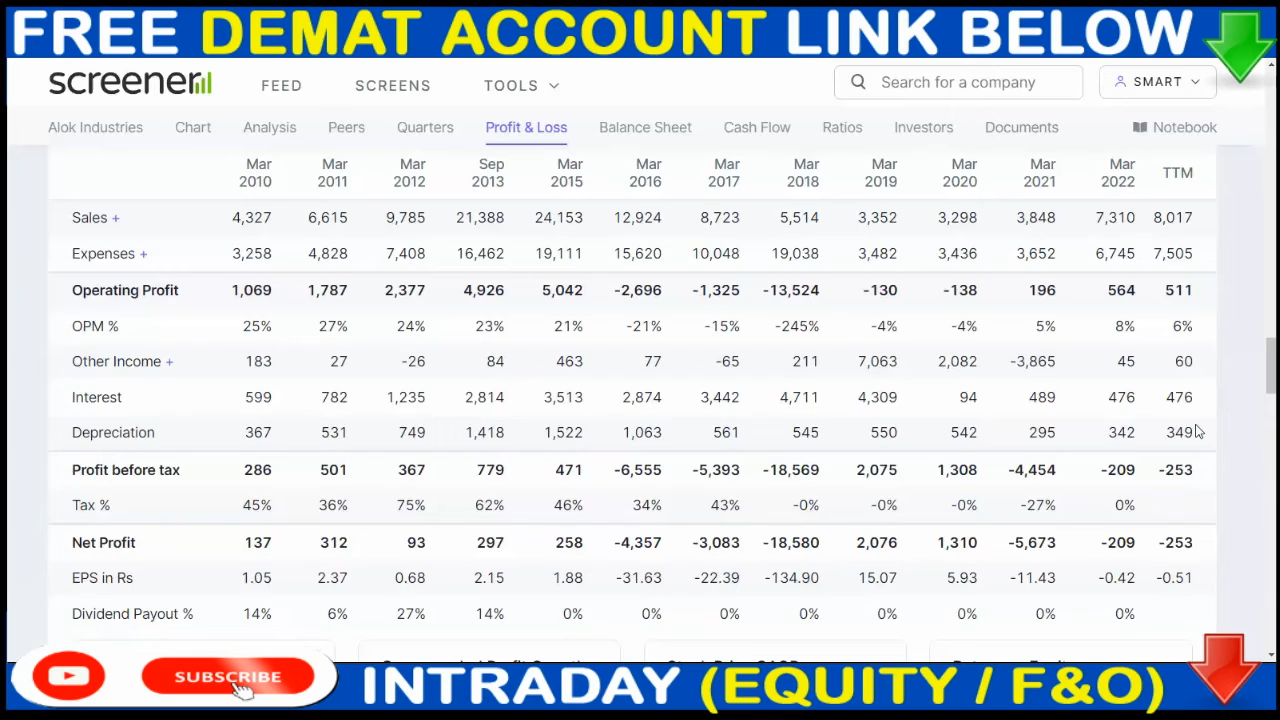 FREE DEMAT ACCOUNT LINK BELOW
screener FEED SCREENS TOOLS Search for a company SMART
Alok Industries Chart Analysis Peers Quarters Profit & Loss Balance Sheet Cash Flow Ratios Investors Documents Notebook
Mar 2010 Mar 2011 Mar 2012 Sep 2013 Mar 2015 Mar 2016 Mar 2017 Mar 2018 Mar 2019 Mar 2020 Mar 2021 Mar 2022 TTM
Sales + 4,327 6,615 9,785 21,388 24,153 12,924 8,723 5,514 3,352 3,298 3,848 7,310 8,017
Expenses + 3,258 4,828 7,408 16,462 19,111 15,620 10,048 19,038 3,482 3,436 3,652 6,745 7,505
Operating Profit 1,069 1,787 2,377 4,926 5,042 -2,696 -1,325 -13,524 -130 -138 196 564 511
OPM % 25% 27% 24% 23% 21% -21% -15% -245% -4% -4% 5% 8% 6%
Other Income + 183 27 -26 84 463 77 -65 211 7,063 2,082 -3,865 45 60
Interest 599 782 1,235 2,814 3,513 2,874 3,442 4,711 4,309 94 489 476 476
Depreciation 367 531 749 1,418 1,522 1,063 561 545 550 542 295 342 349
Profit before tax 286 501 367 779 471 -6,555 -5,393 -18,569 2,075 1,308 -4,454 -209 -253
Tax % 45% 36% 75% 62% 46% 34% 43% -0% -0% -0% -27% 0%
Net Profit 137 312 93 297 258 -4,357 -3,083 -18,580 2,076 1,310 -5,673 -209 -253
EPS in Rs 1.05 2.37 0.68 2.15 1.88 -31.63 -22.39 -134.90 15.07 5.93 -11.43 -0.42 -0.51
Dividend Payout % 14% 6% 27% 14% 0% 0% 0% 0% 0% 0% 0% 0%
SUBSCRIBE INTRADAY (EQUITY / F&O)